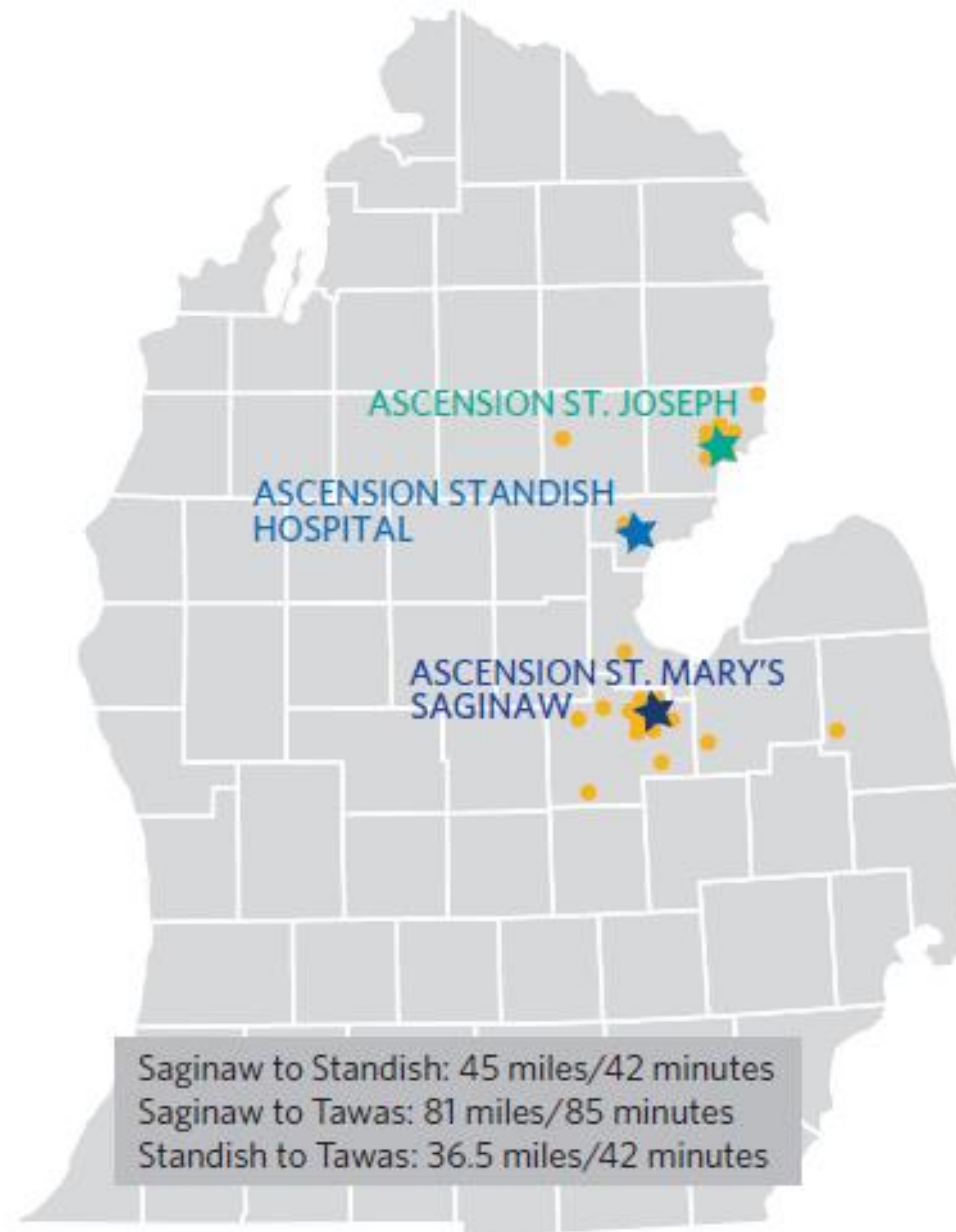 ASCENSION ST. JOSEPH
ASCENSION STANDISH
HOSPITAL
ASCENSION ST. MARY'S
SAGINAW
Saginaw to Standish: 45 miles/42 minutes
Saginaw to Tawas: 81 miles/85 minutes
Standish to Tawas: 36.5 miles/42 minutes